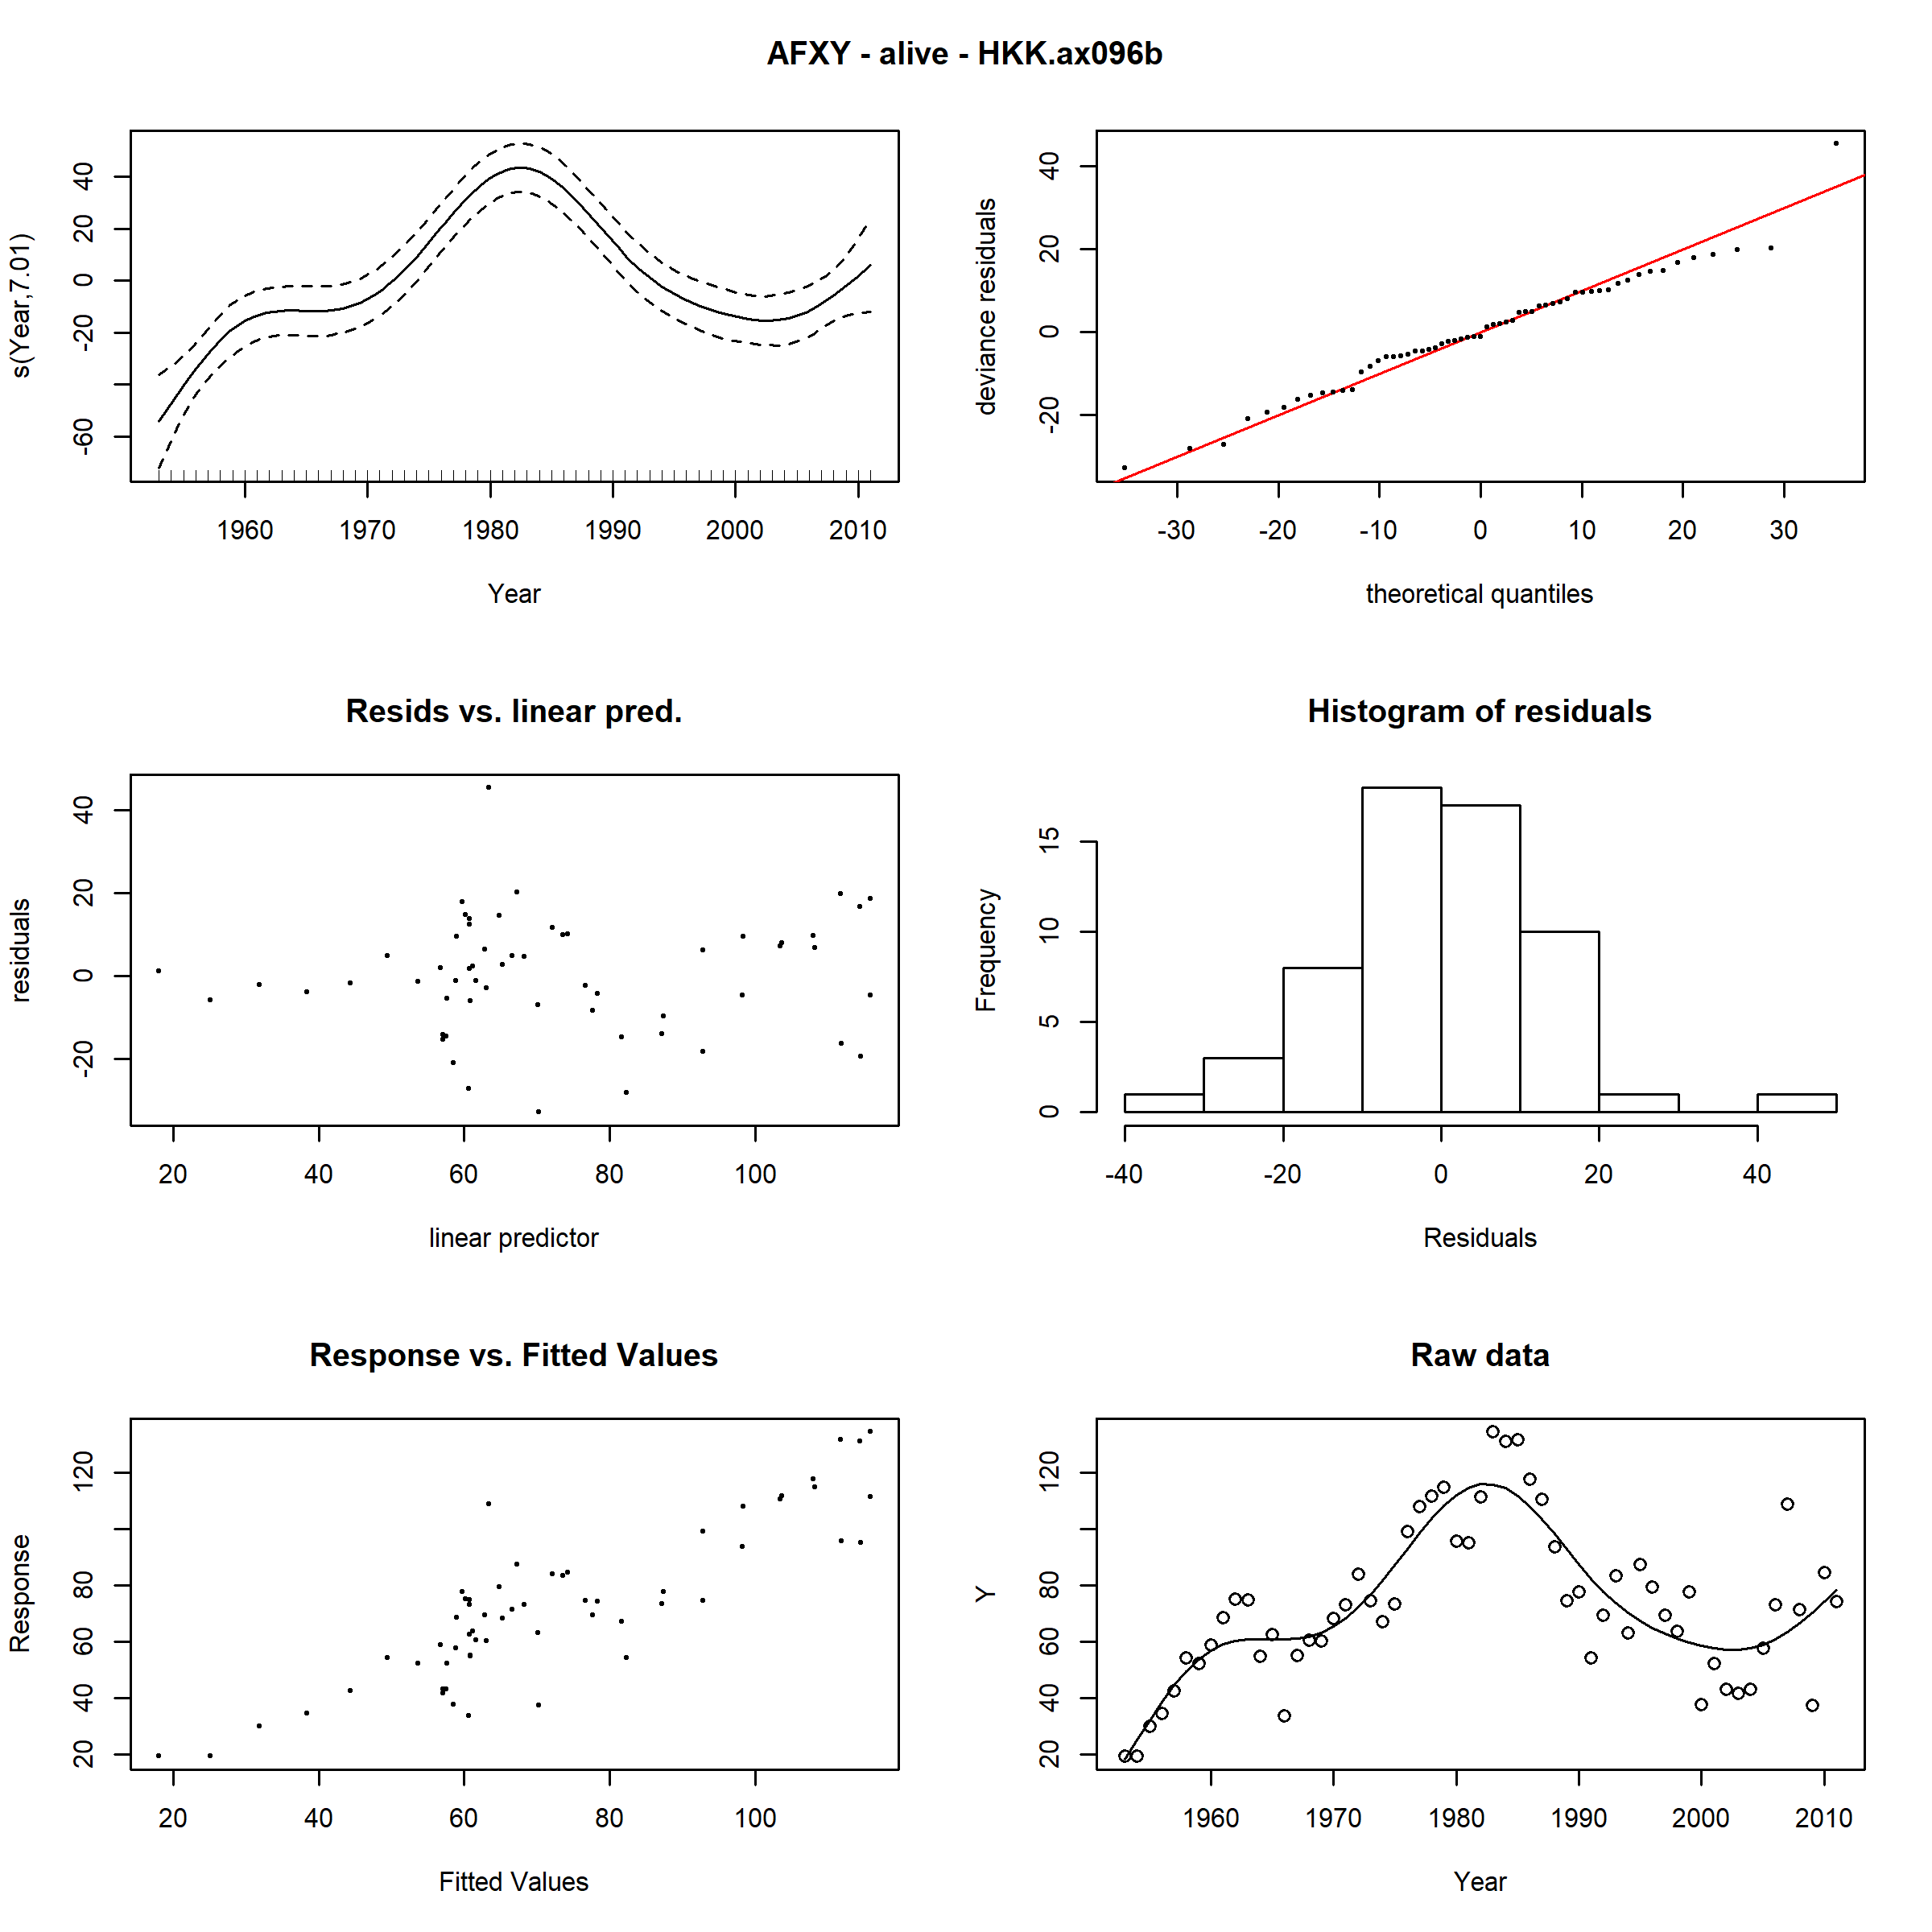 AFXY - alive - HKK.ax096b
s(Year,7.01)
-60 -20 0 20 40
1960 1970 1980 1990 2000 2010
Year
deviance residuals
-20 0 20 40
-30 -20 -10 0 10 20 30
theoretical quantiles
Resids vs. linear pred.
residuals
-20 0 20 40
20 40 60 80 100
linear predictor
Histogram of residuals
Frequency
0 5 10 15
-40 -20 0 20 40
Residuals
Response vs. Fitted Values
Response
20 40 60 80 120
20 40 60 80 100
Fitted Values
Raw data
Y
20 40 60 80 120
1960 1970 1980 1990 2000 2010
Year